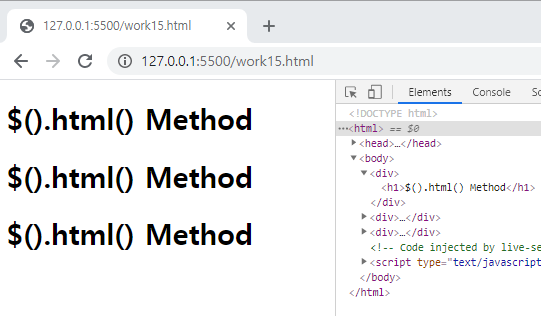 127.0.0.1:5500/work15.html
127.0.0.1:5500/work15.html
$().html() Method
$().html() Method
$().html() Method
Elements Console So
<!DOCTYPE html>
…<html> == $0
<head>…</head>
<body>
<div>
<h1>$().html() Method</h1>
</div>
<div>…</div>
<div>…</div>
<!-- Code injected by live-se
<script type="text/javascript
</body>
</html>